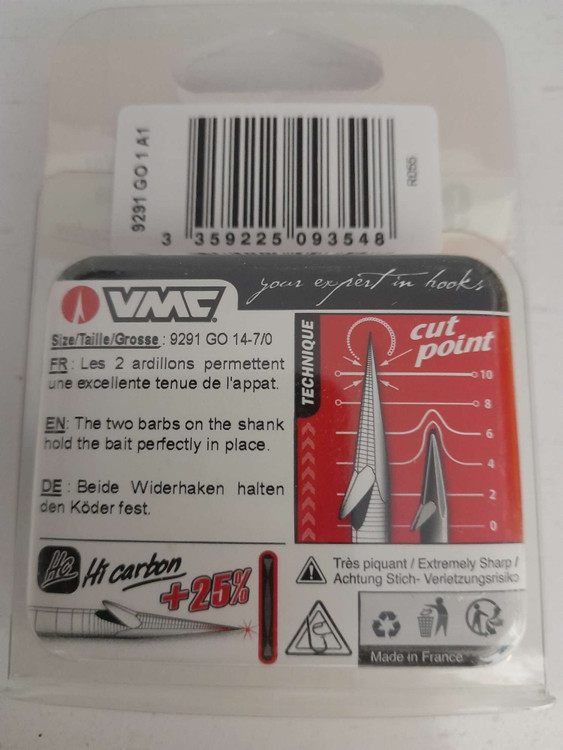 9291 GO 1 A1
R055
3 359225 093548
VMC
your expert in hooks
Size/Taille/Grosse : 9291 GO 14-7/0
FR : Les 2 ardillons permettent
une excellente tenue de l'appat.
EN: The two barbs on the shank
hold the bait perfectly in place.
DE : Beide Widerhaken halten
den Köder fest.
TECHNIQUE
cut
point
10
8
6
4
2
0
HC
Hi carbon
+25%
Très piquant / Extremely Sharp /
Achtung Stich- Verietzungsrisiko
Made in France